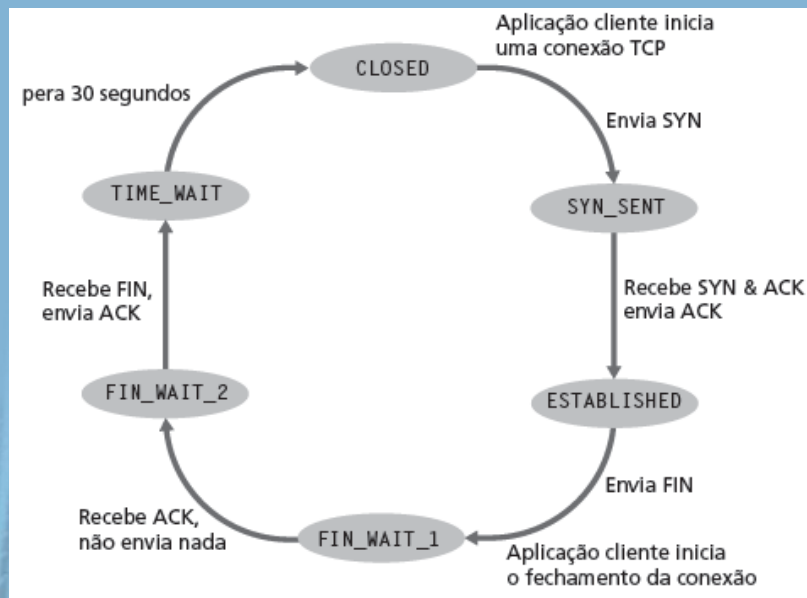 CLOSED
Aplicação cliente inicia
uma conexão TCP
Envia SYN
SYN_SENT
Recebe SYN & ACK
envia ACK
ESTABLISHED
Envia FIN
Aplicação cliente inicia
o fechamento da conexão
FIN_WAIT_1
Recebe ACK,
não envia nada
FIN_WAIT_2
Recebe FIN,
envia ACK
TIME_WAIT
pera 30 segundos